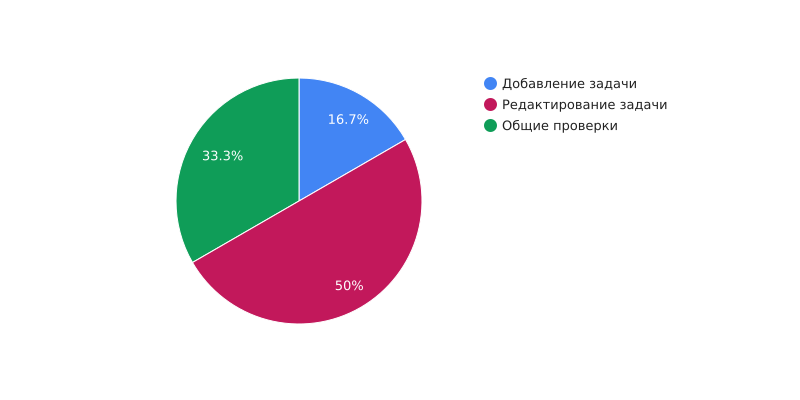 Добавление задачи
Редактирование задачи
Общие проверки
16.7%
33.3%
50%